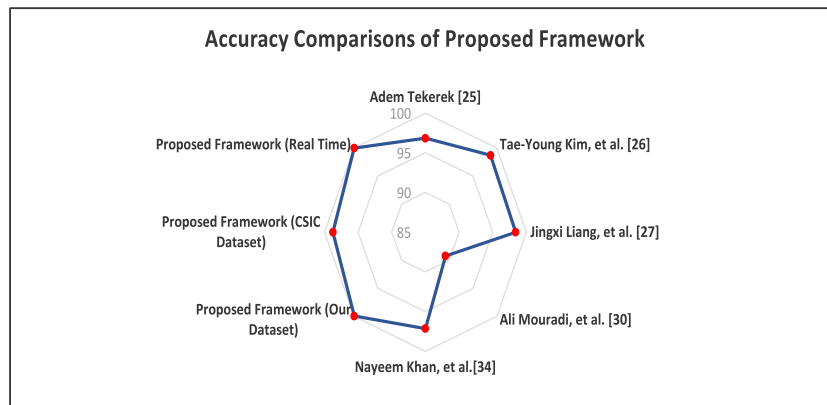 Accuracy Comparisons of Proposed Framework
Adem Tekerek [25]
100
Proposed Framework (Real Time)
Tae-Young Kim, et al. [26]
95
90
Proposed Framework (CSIC
Dataset)
85
Jingxi Liang, et al. [27]
Proposed Framework (Our
Dataset)
Ali Mouradi, et al. [30]
Nayeem Khan, et al.[34]